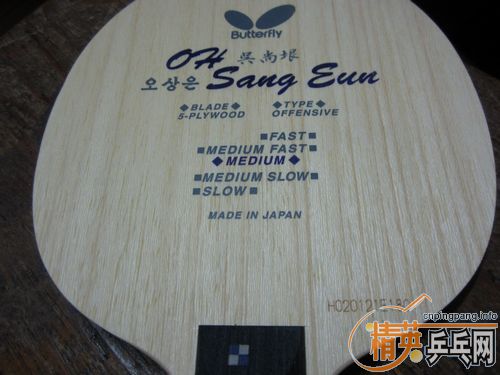 Butterfly
OH 吳尚垠
오상은 Sang Eun
◆BLADE◆ ◆TYPE◆
5-PLYWOOD OFFENSIVE
■FAST■
■MEDIUM FAST■
◆MEDIUM◆
■MEDIUM SLOW■
■SLOW■
MADE IN JAPAN
cnpingpang.info
精英乒乓网